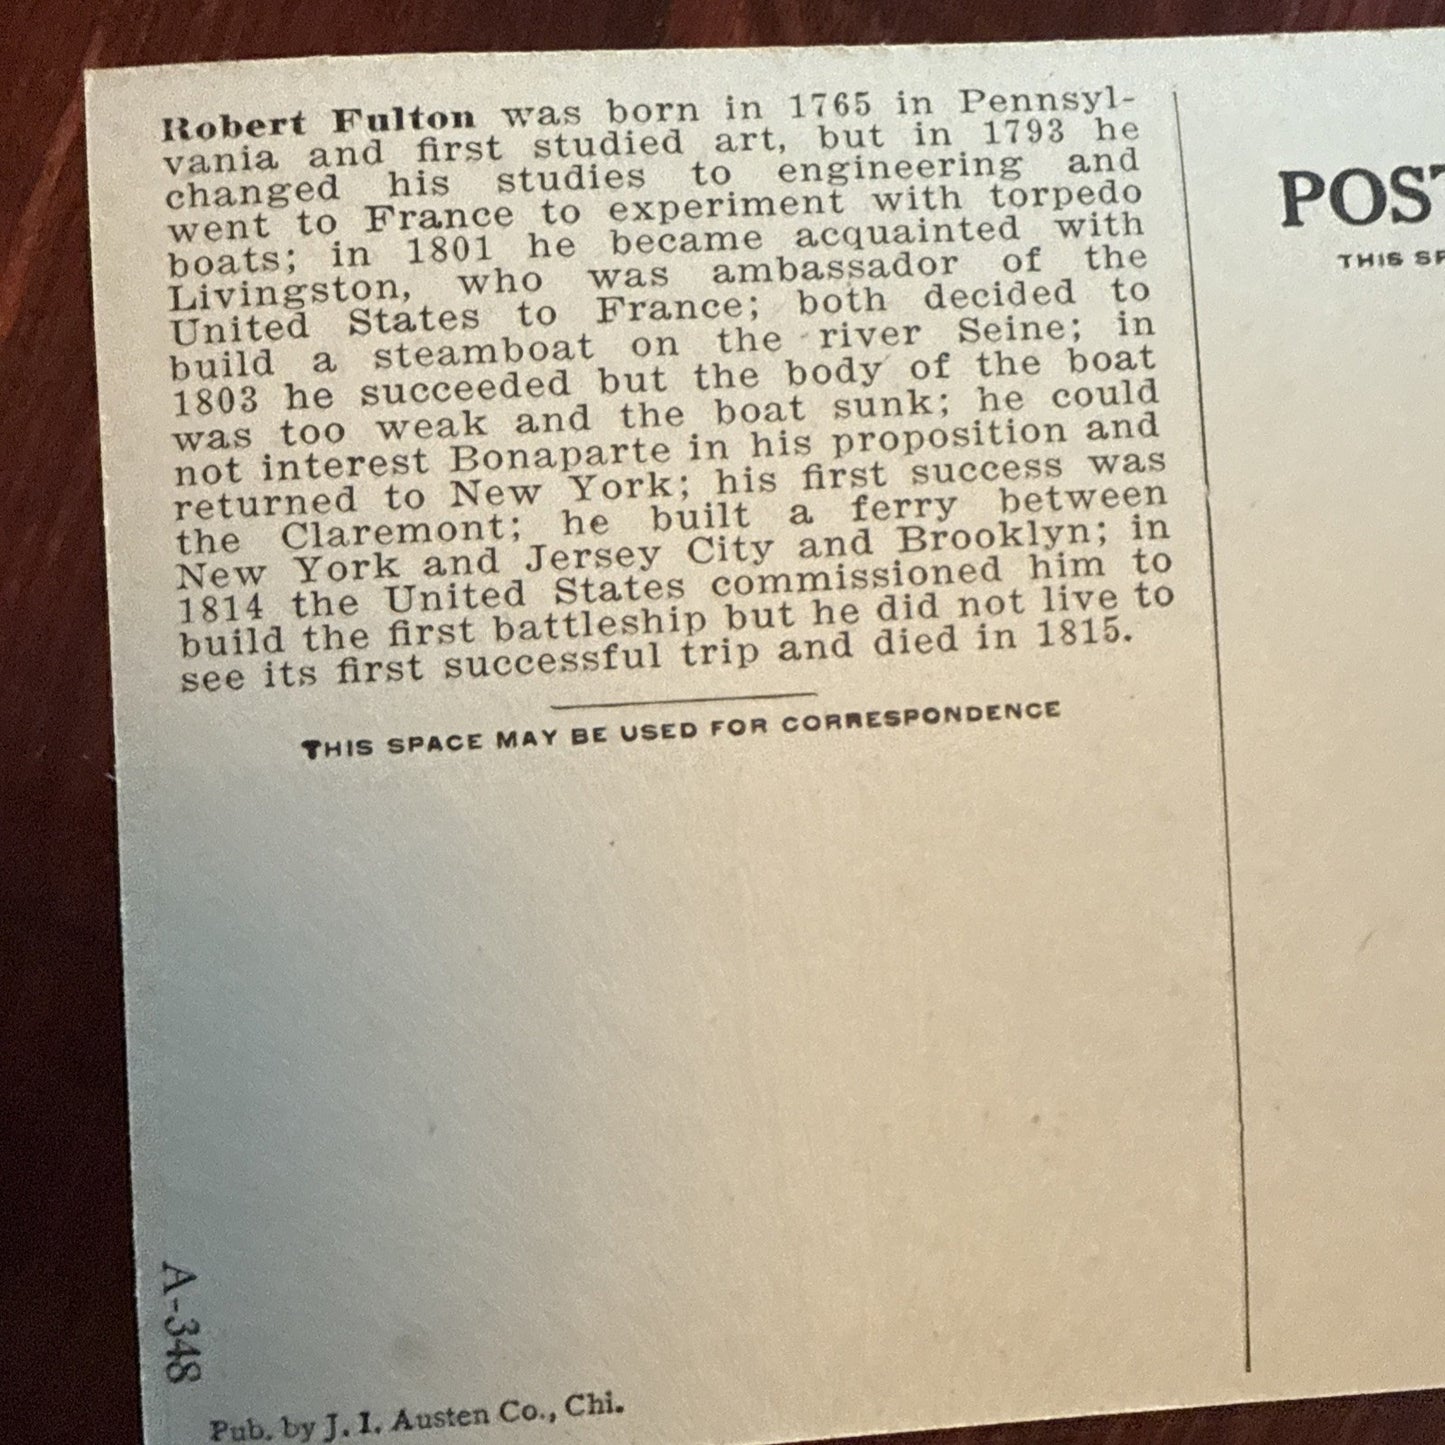 Robert Fulton was born in 1765 in Pennsyl-
vania and first studied art, but in 1793 he
changed his studies to engineering and
went to France to experiment with torpedo
boats; in 1801 he became acquainted with
Livingston, who was ambassador of the
United States to France; both decided to
build a steamboat on the river Seine; in
1803 he succeeded but the body of the boat
was too weak and the boat sunk; he could
not interest Bonaparte in his proposition and
returned to New York; his first success was
the Claremont; he built a ferry between
New York and Jersey City and Brooklyn; in
1814 the United States commissioned him to
build the first battleship but he did not live to
see its first successful trip and died in 1815.
THIS SPACE MAY BE USED FOR CORRESPONDENCE
A-348
Pub. by J. I. Austen Co., Chi.
POST
THIS SP